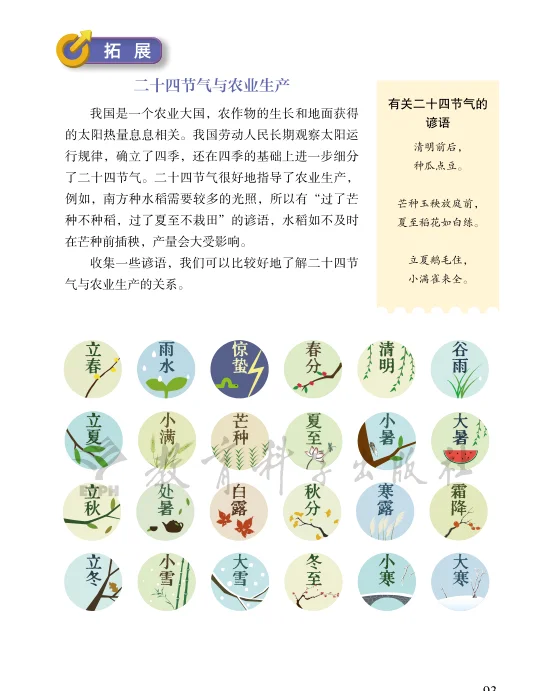 拓展
二十四节气与农业生产
我国是一个农业大国，农作物的生长和地面获得
的太阳热量息息相关。我国劳动人民长期观察太阳运
行规律，确立了四季，还在四季的基础上进一步细分
了二十四节气。二十四节气很好地指导了农业生产，
例如，南方种水稻需要较多的光照，所以有“过了芒
种不种稻，过了夏至不栽田”的谚语，水稻如不及时
在芒种前插秧，产量会大受影响。
收集一些谚语，我们可以比较好地了解二十四节
气与农业生产的关系。
有关二十四节气的
谚语
清明前后，
种瓜点豆。
芒种玉秧放庭前，
夏至稻花如白练。
立夏鹅毛住，
小满雀来全。
立春
雨水
惊蛰
春分
清明
谷雨
立夏
小满
芒种
夏至
小暑
大暑
立秋
处暑
白露
秋分
寒露
霜降
立冬
小雪
大雪
冬至
小寒
大寒
教育科学出版社
ESPH